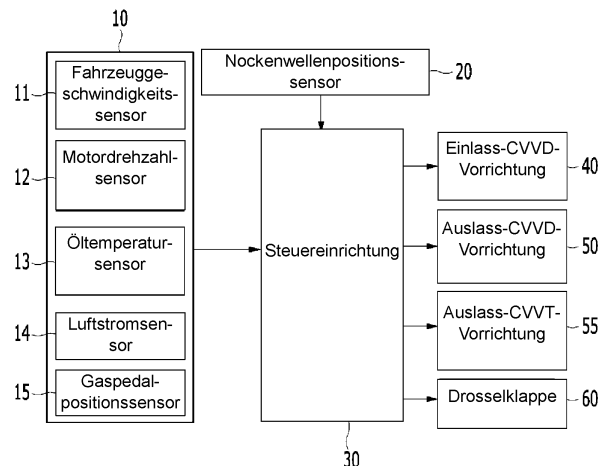 10
11
Fahrzeugge-
schwindigkeits-
sensor
12
Motordrehzahl-
sensor
13
Öltemperatur-
sensor
14
Luftstromsen-
sor
15
Gaspedal-
positionssensor
Nockenwellenpositions-
sensor
20
Steuereinrichtung
30
Einlass-CVVD-
Vorrichtung
40
Auslass-CVVD-
Vorrichtung
50
Auslass-CVVT-
Vorrichtung
55
Drosselklappe
60